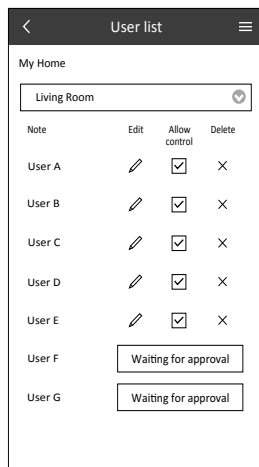 User list
My Home
Living Room
Note Edit Allow control Delete
User A
User B
User C
User D
User E
User F Waiting for approval
User G Waiting for approval